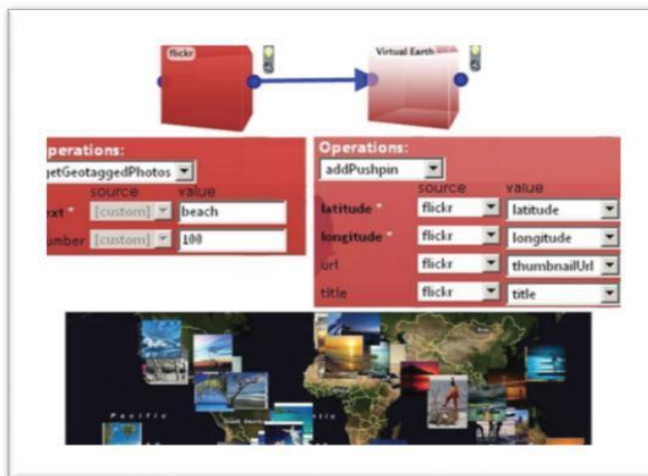 flickr
Virtual Earth
perations:
getGeotaggedPhotos
source value
ext * [custom] beach
umber [custom] 100
Operations:
addPushpin
source value
latitude * flickr latitude
longitude * flickr longitude
url flickr thumbnailUrl
title flickr title
Pacific